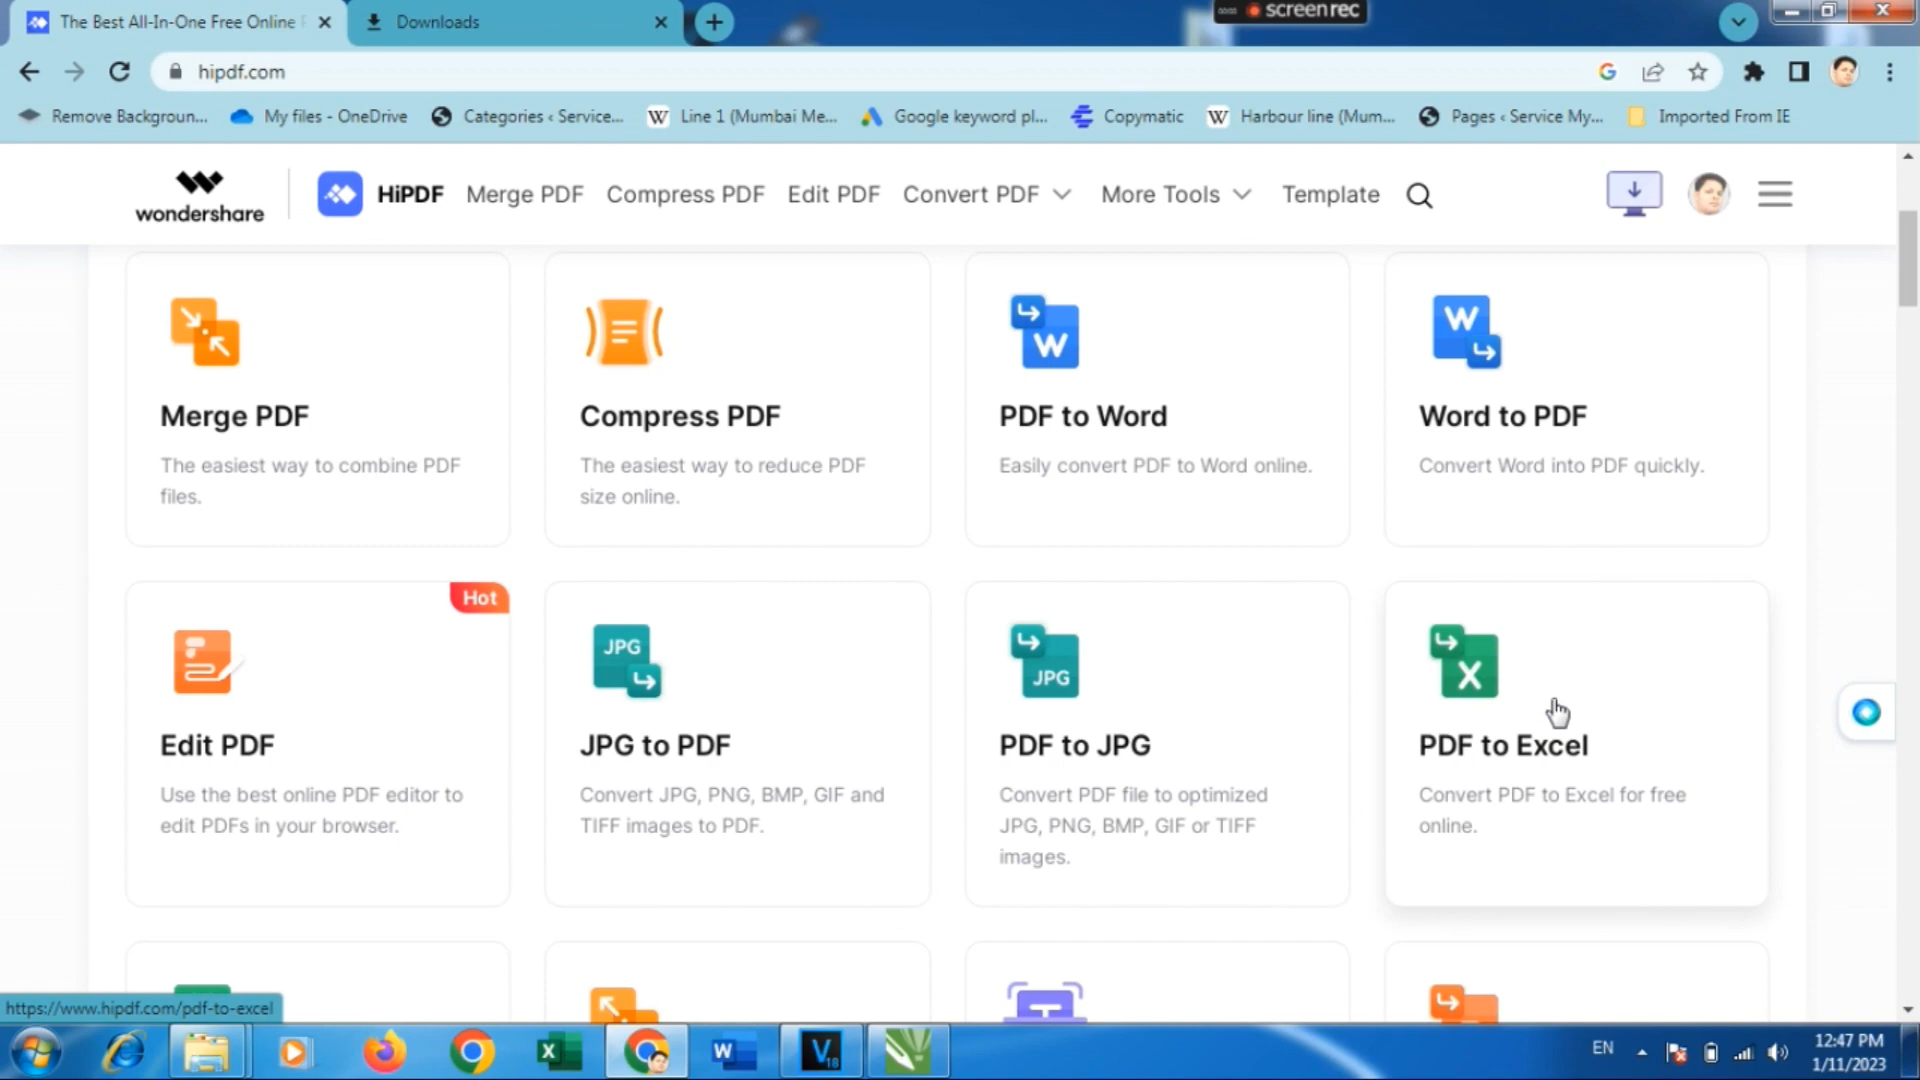 The Best All-In-One Free Online
Downloads
screenrec
hipdf.com
Remove Backgroun...
My files - OneDrive
Categories ‹ Service...
Line 1 (Mumbai Me...
Google keyword pl...
Copymatic
Harbour line (Mum...
Pages ‹ Service My...
Imported From IE
wondershare
HiPDF
Merge PDF
Compress PDF
Edit PDF
Convert PDF
More Tools
Template
Merge PDF
The easiest way to combine PDF
files.
Compress PDF
The easiest way to reduce PDF
size online.
W
PDF to Word
Easily convert PDF to Word online.
W
Word to PDF
Convert Word into PDF quickly.
Hot
Edit PDF
Use the best online PDF editor to
edit PDFs in your browser.
JPG
JPG to PDF
Convert JPG, PNG, BMP, GIF and
TIFF images to PDF.
JPG
PDF to JPG
Convert PDF file to optimized
JPG, PNG, BMP, GIF or TIFF
images.
X
PDF to Excel
Convert PDF to Excel for free
online.
https://www.hipdf.com/pdf-to-excel
EN
12:47 PM
1/11/2023